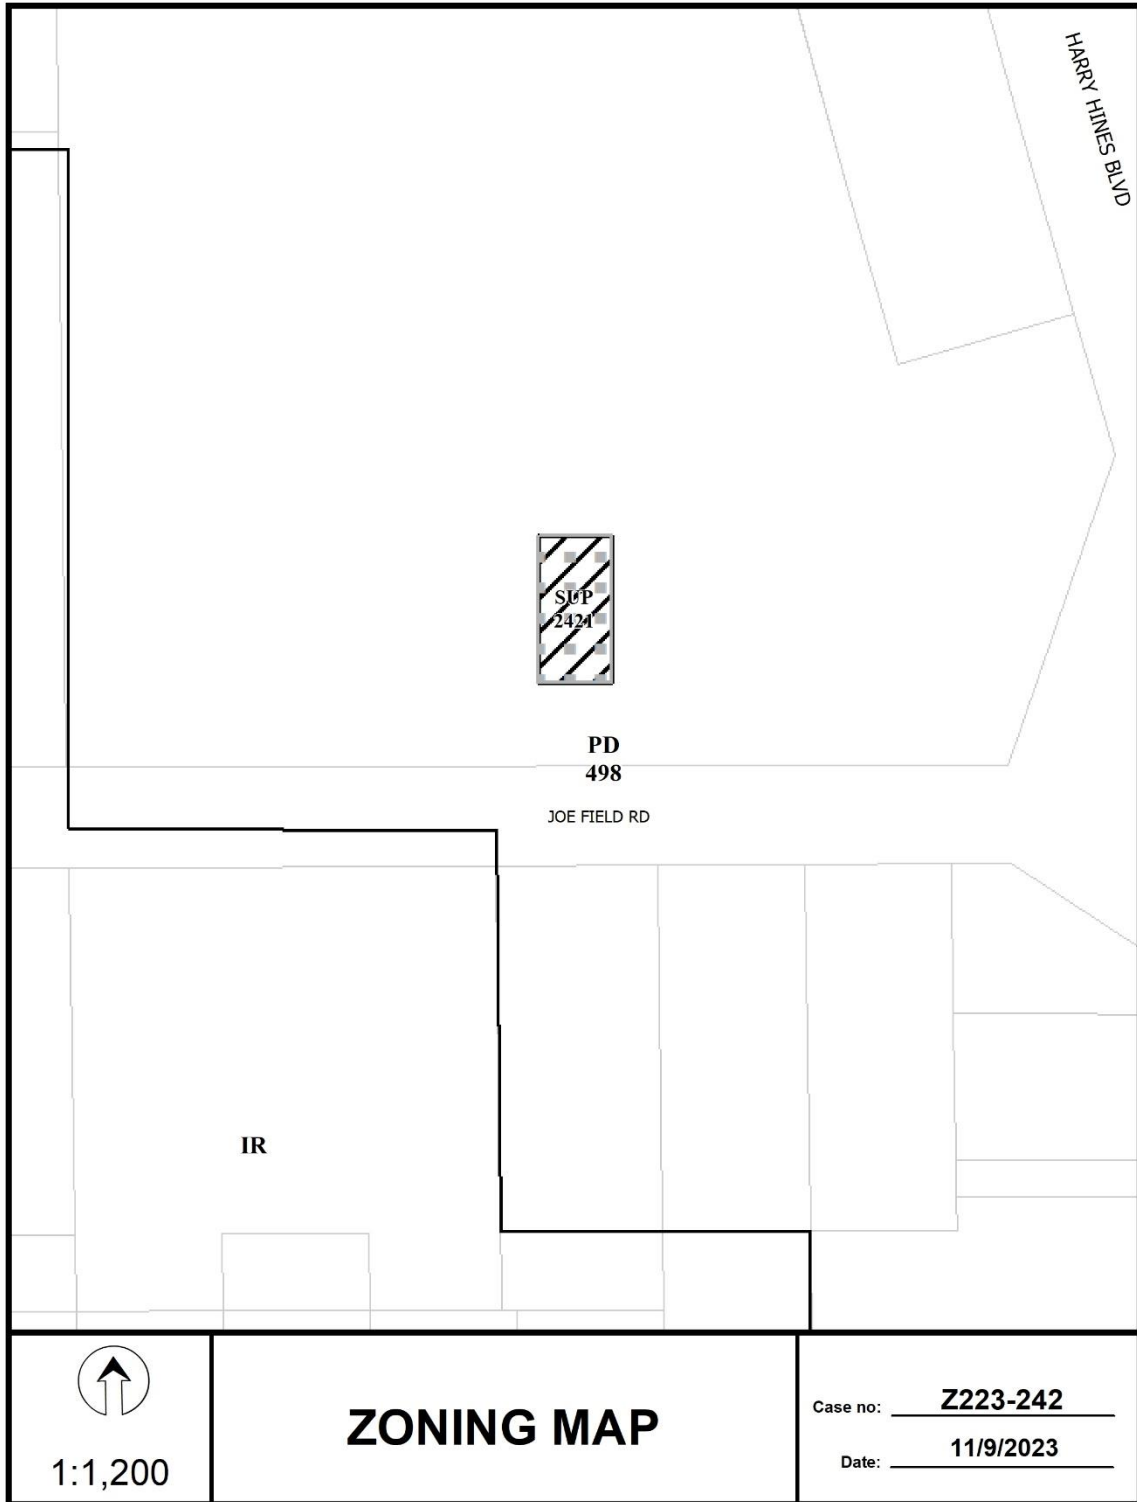 HARRY HINES BLVD
SUP
2421
PD
498
JOE FIELD RD
IR
1:1,200
ZONING MAP
Case no: Z223-242
Date: 11/9/2023